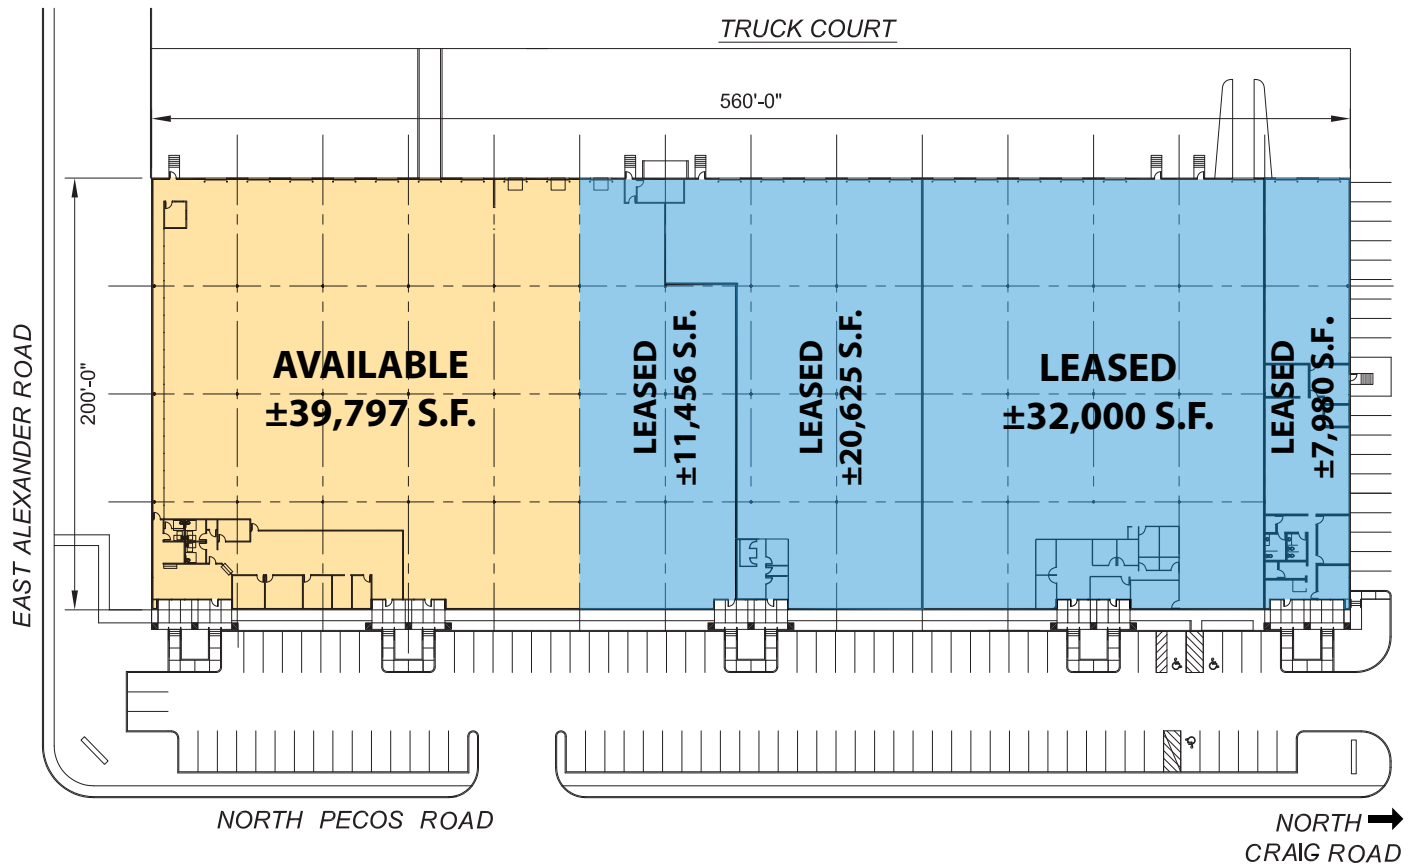 TRUCK COURT
560'-0"
200'-0"
EAST ALEXANDER ROAD
AVAILABLE
±39,797 S.F.
LEASED
±11,456 S.F.
LEASED
±20,625 S.F.
LEASED
±32,000 S.F.
LEASED
±7,980 S.F.
NORTH PECOS ROAD
NORTH
CRAIG ROAD